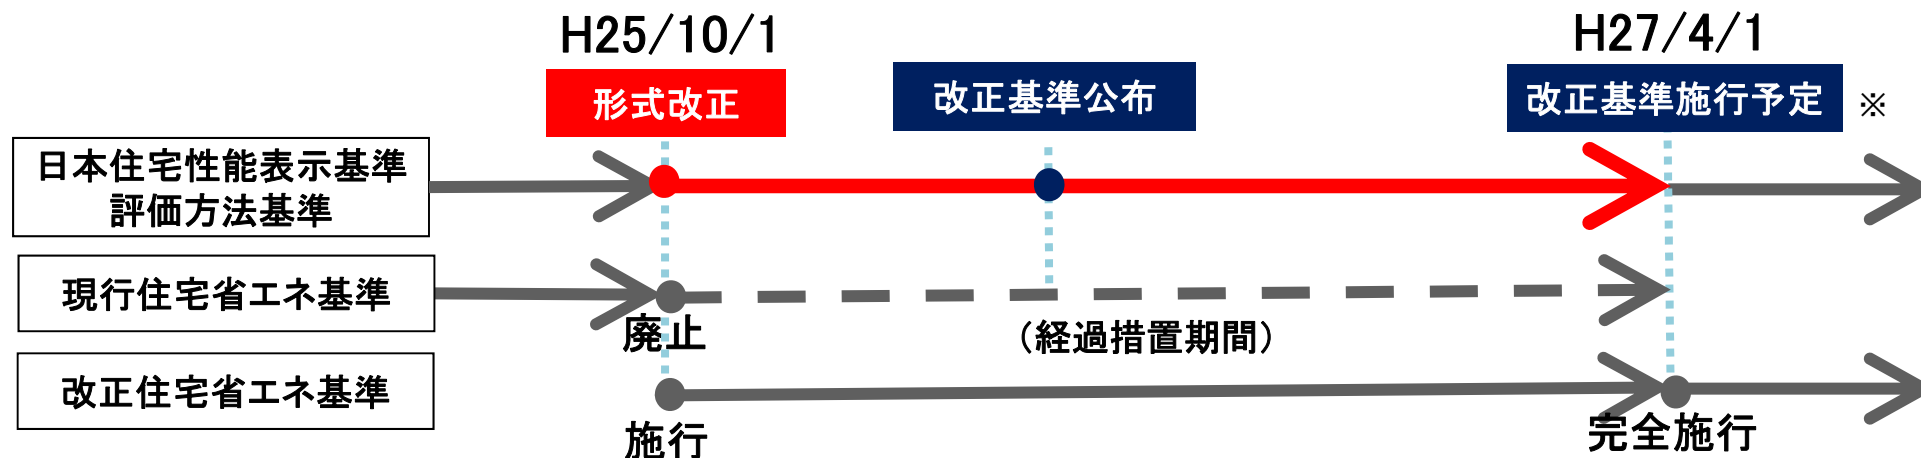 H25/10/1
H27/4/1
形式改正
改正基準公布
改正基準施行予定
※
日本住宅性能表示基準
評価方法基準
現行住宅省エネ基準
廃止
（経過措置期間）
改正住宅省エネ基準
施行
完全施行